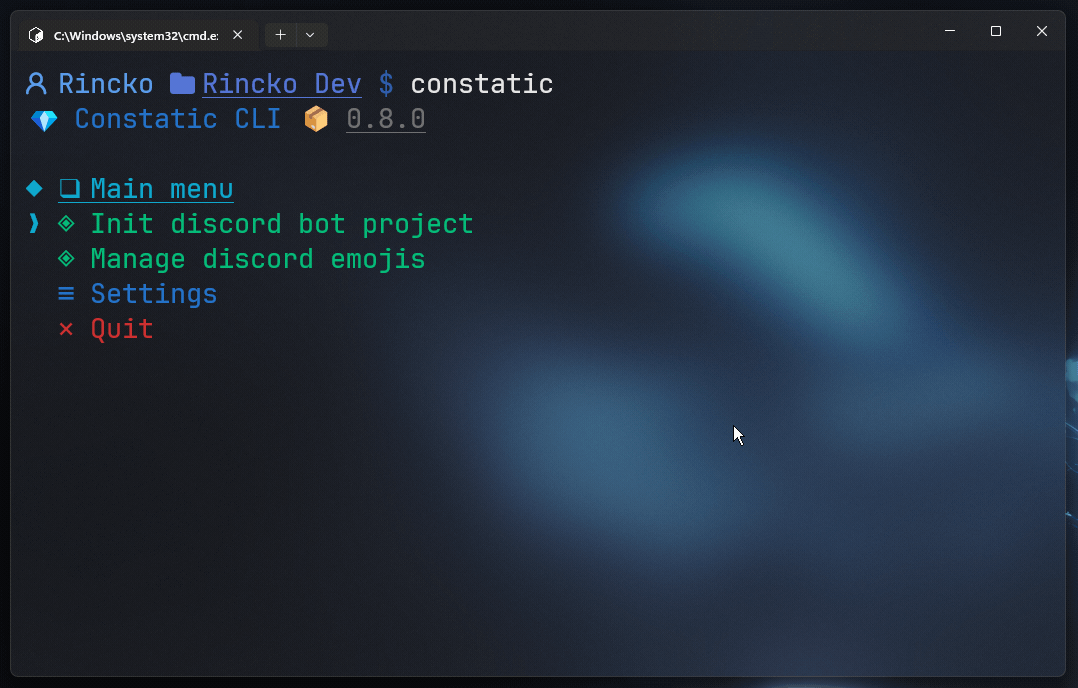 C:\Windows\system32\cmd.e:
Rincko Rincko Dev $ constatic
Constatic CLI 0.8.0
Main menu
Init discord bot project
Manage discord emojis
Settings
Quit